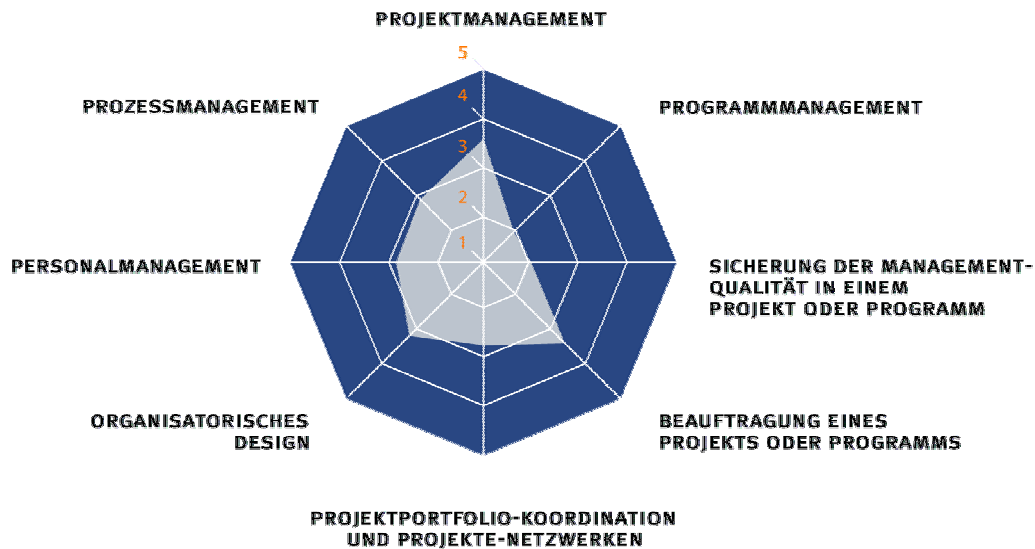 PROJEKTMANAGEMENT
5
PROZESSMANAGEMENT
4
PROGRAMMMANAGEMENT
3
2
1
PERSONALMANAGEMENT
SICHERUNG DER MANAGEMENT-
QUALITÄT IN EINEM
PROJEKT ODER PROGRAMM
ORGANISATORISCHES
DESIGN
BEAUFTRAGUNG EINES
PROJEKTS ODER PROGRAMMS
PROJEKTPORTFOLIO-KOORDINATION
UND PROJEKTE-NETZWERKEN